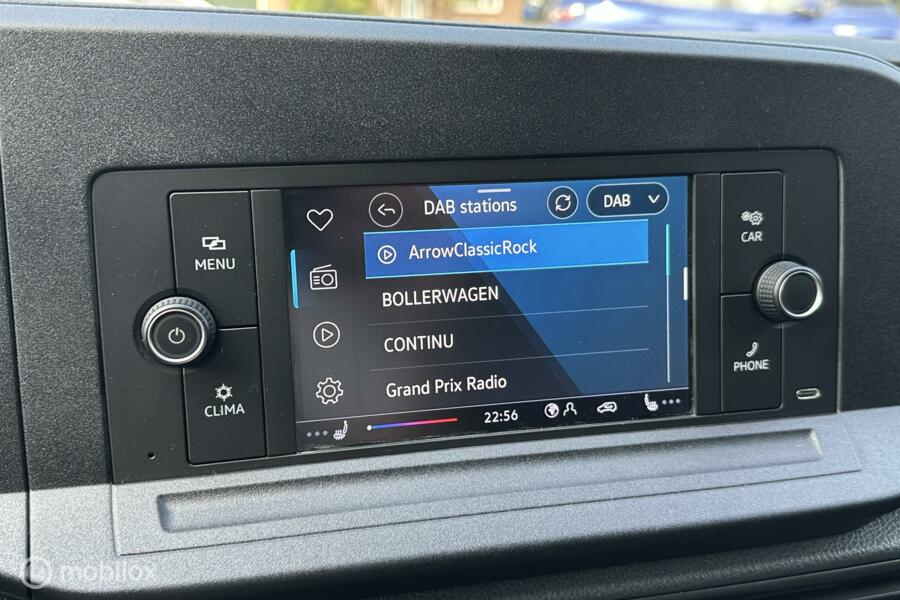 DAB stations
DAB
ArrowClassicRock
BOLLERWAGEN
CONTINU
Grand Prix Radio
22:56
MENU
CLIMA
CAR
PHONE
mobilox